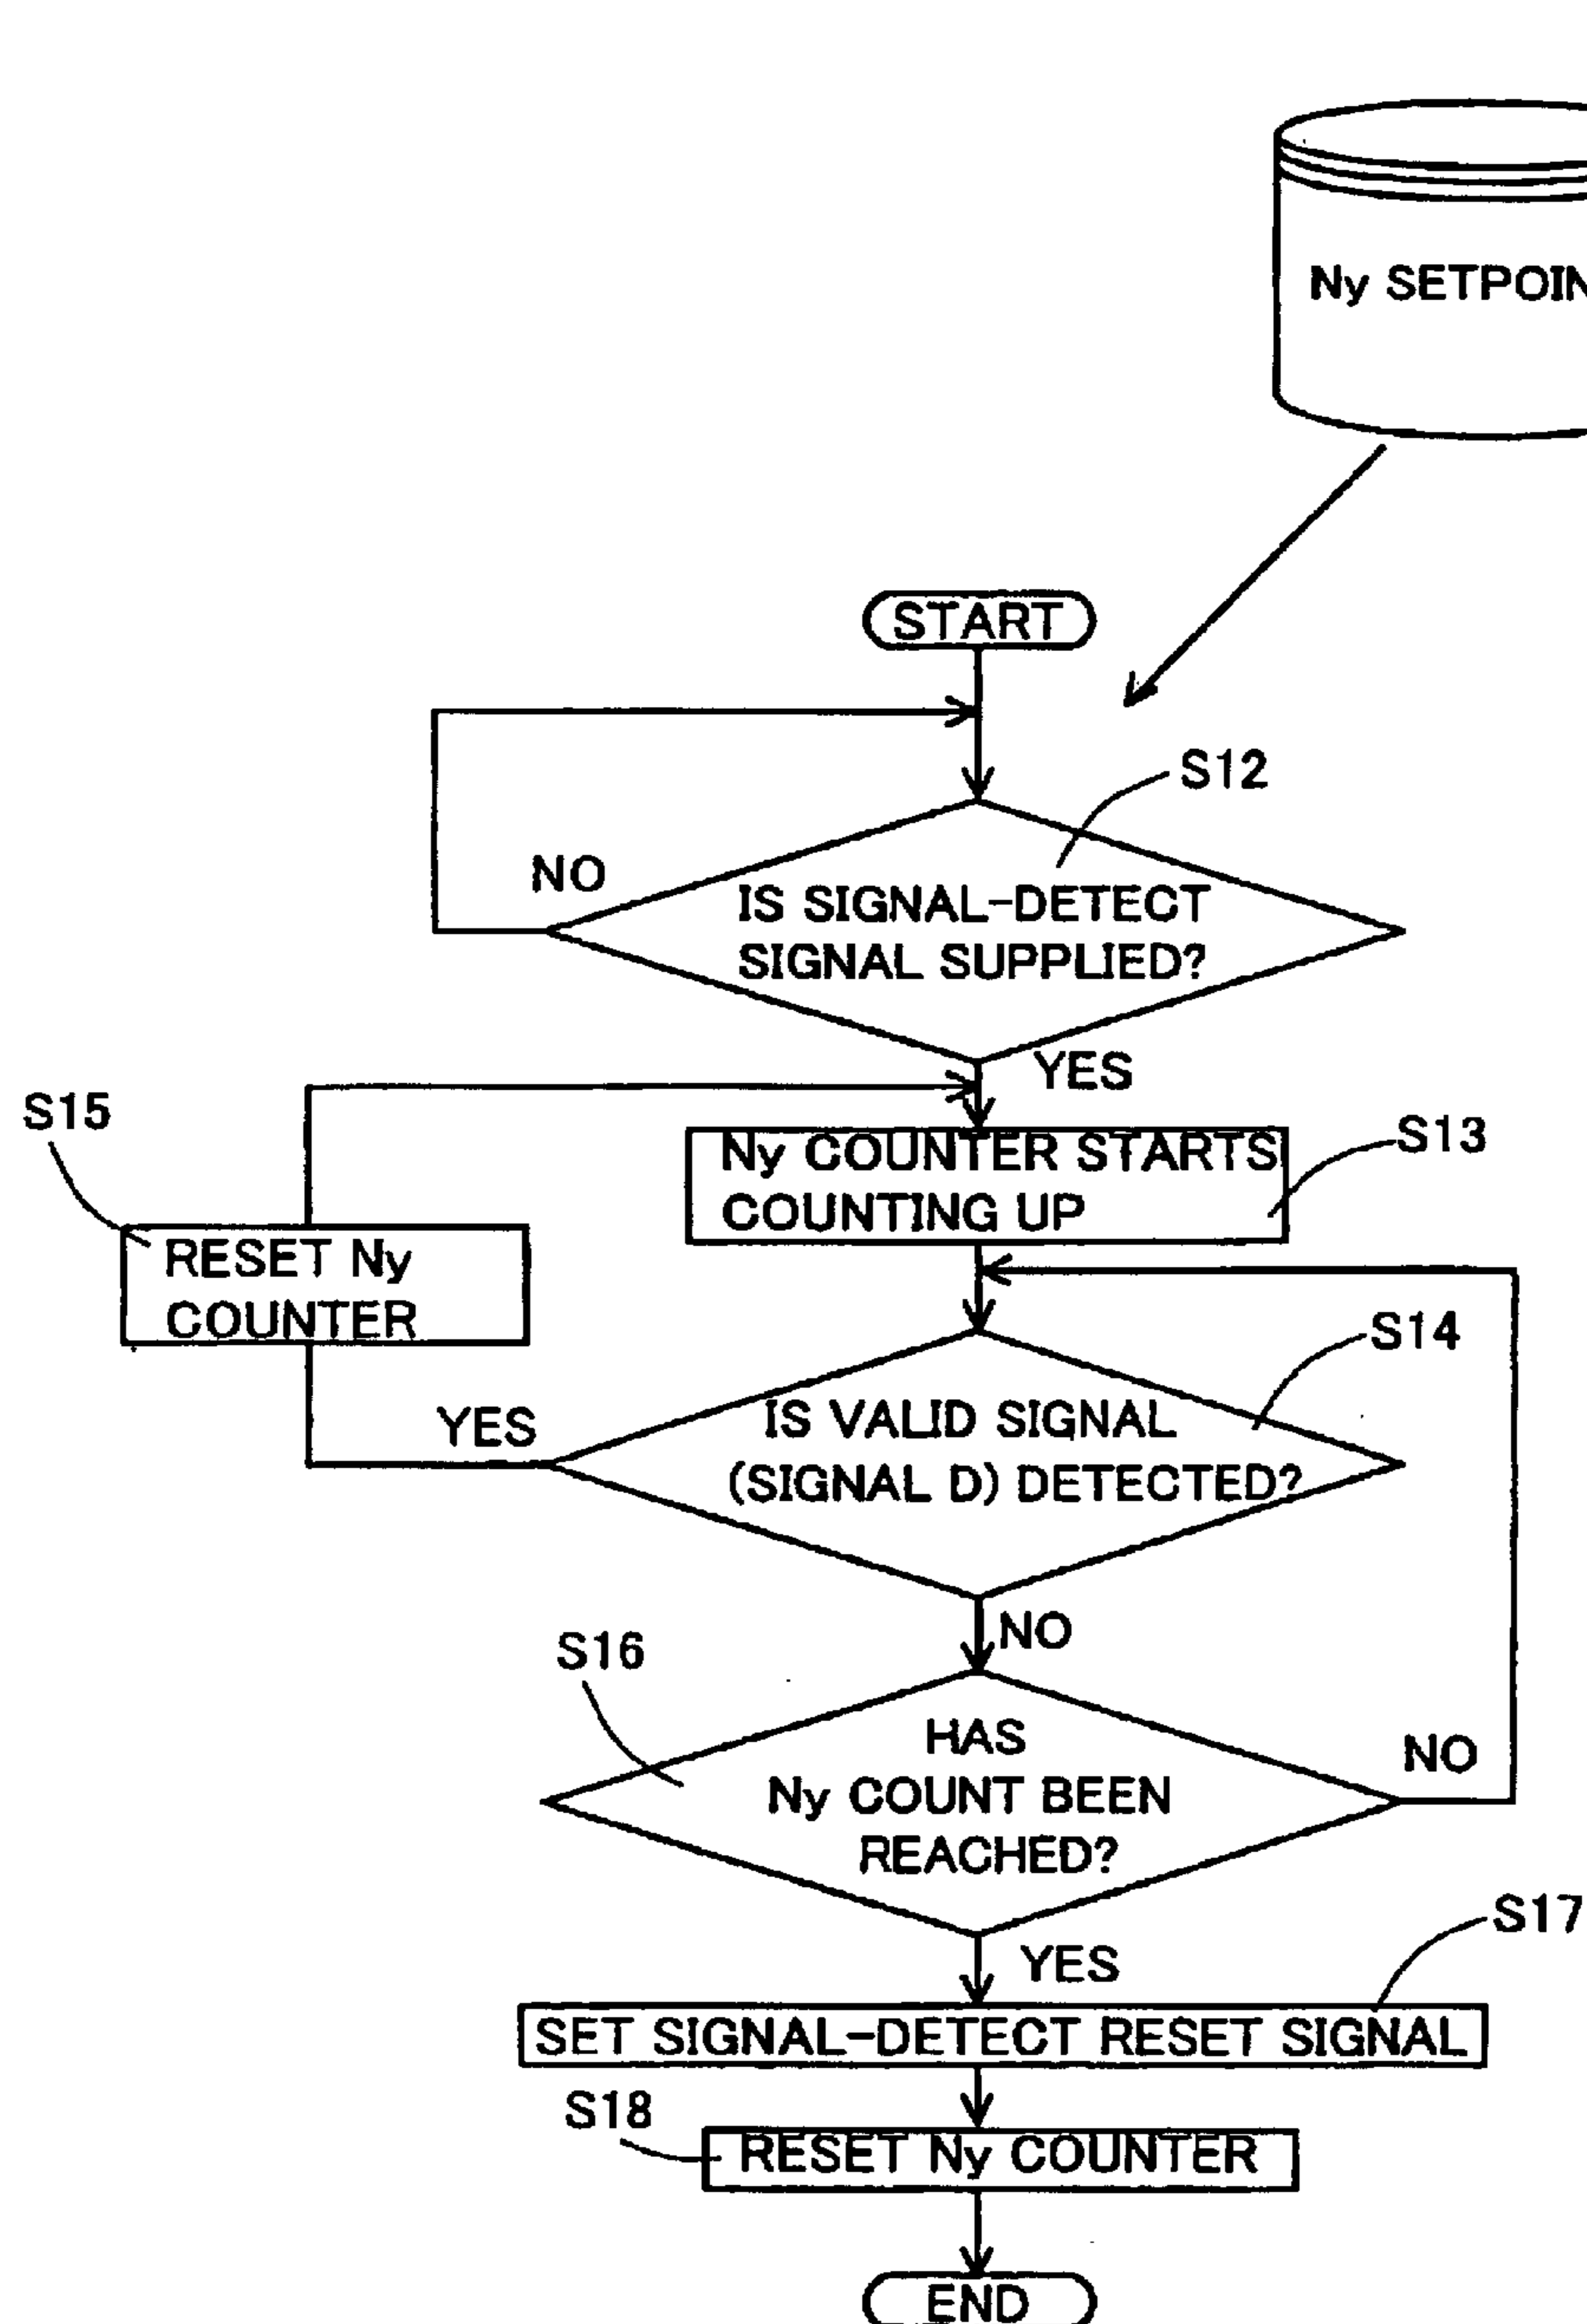 Ny SETPOIN
START
S12
NO
IS SIGNAL-DETECT
SIGNAL SUPPLIED?
YES
S15
S13
Ny COUNTER STARTS
COUNTING UP
RESET Ny
COUNTER
S14
YES
IS VALID SIGNAL
(SIGNAL D) DETECTED?
NO
S16
HAS
NO
Ny COUNT BEEN
REACHED?
S17
YES
SET SIGNAL-DETECT RESET SIGNAL
S18
RESET Ny COUNTER
END